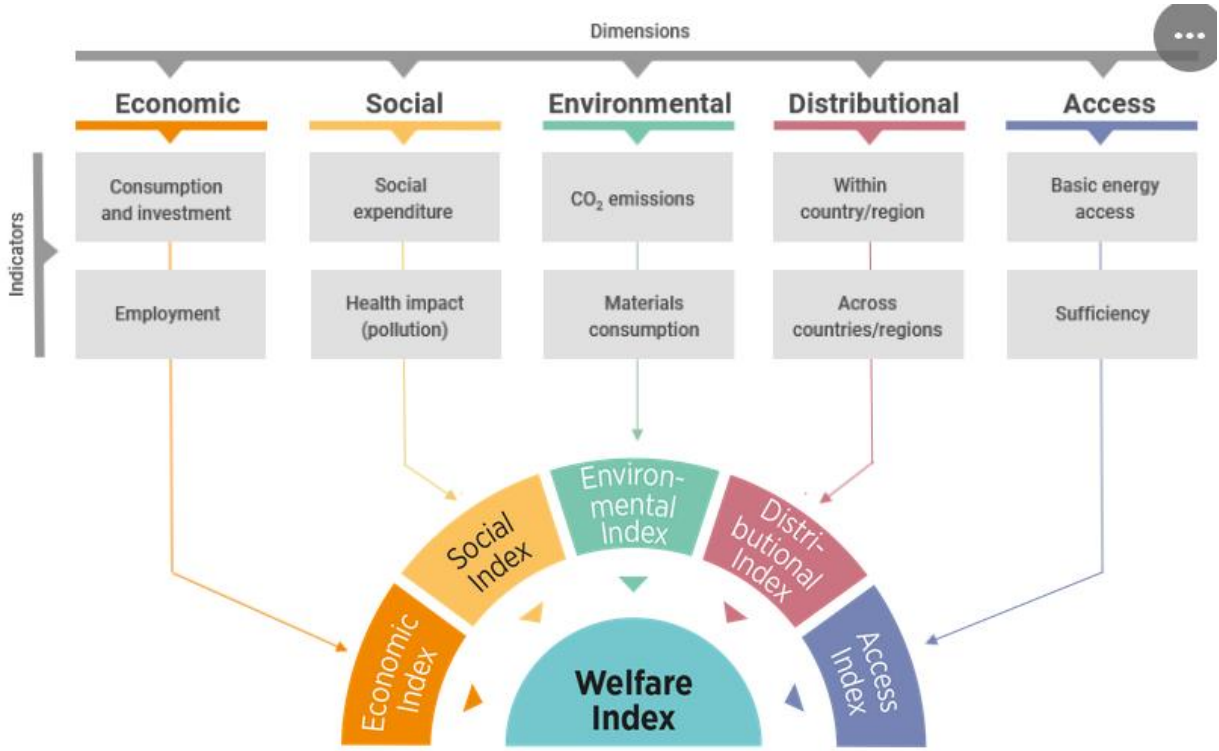 Dimensions
Economic
Social
Environmental
Distributional
Access
Indicators
Consumption
and investment
Social
expenditure
CO₂ emissions
Within
country/region
Basic energy
access
Employment
Health impact
(pollution)
Materials
consumption
Across
countries/regions
Sufficiency
Economic
Index
Social
Index
Environ-
mental
Index
Distri-
butional
Index
Access
Index
Welfare
Index